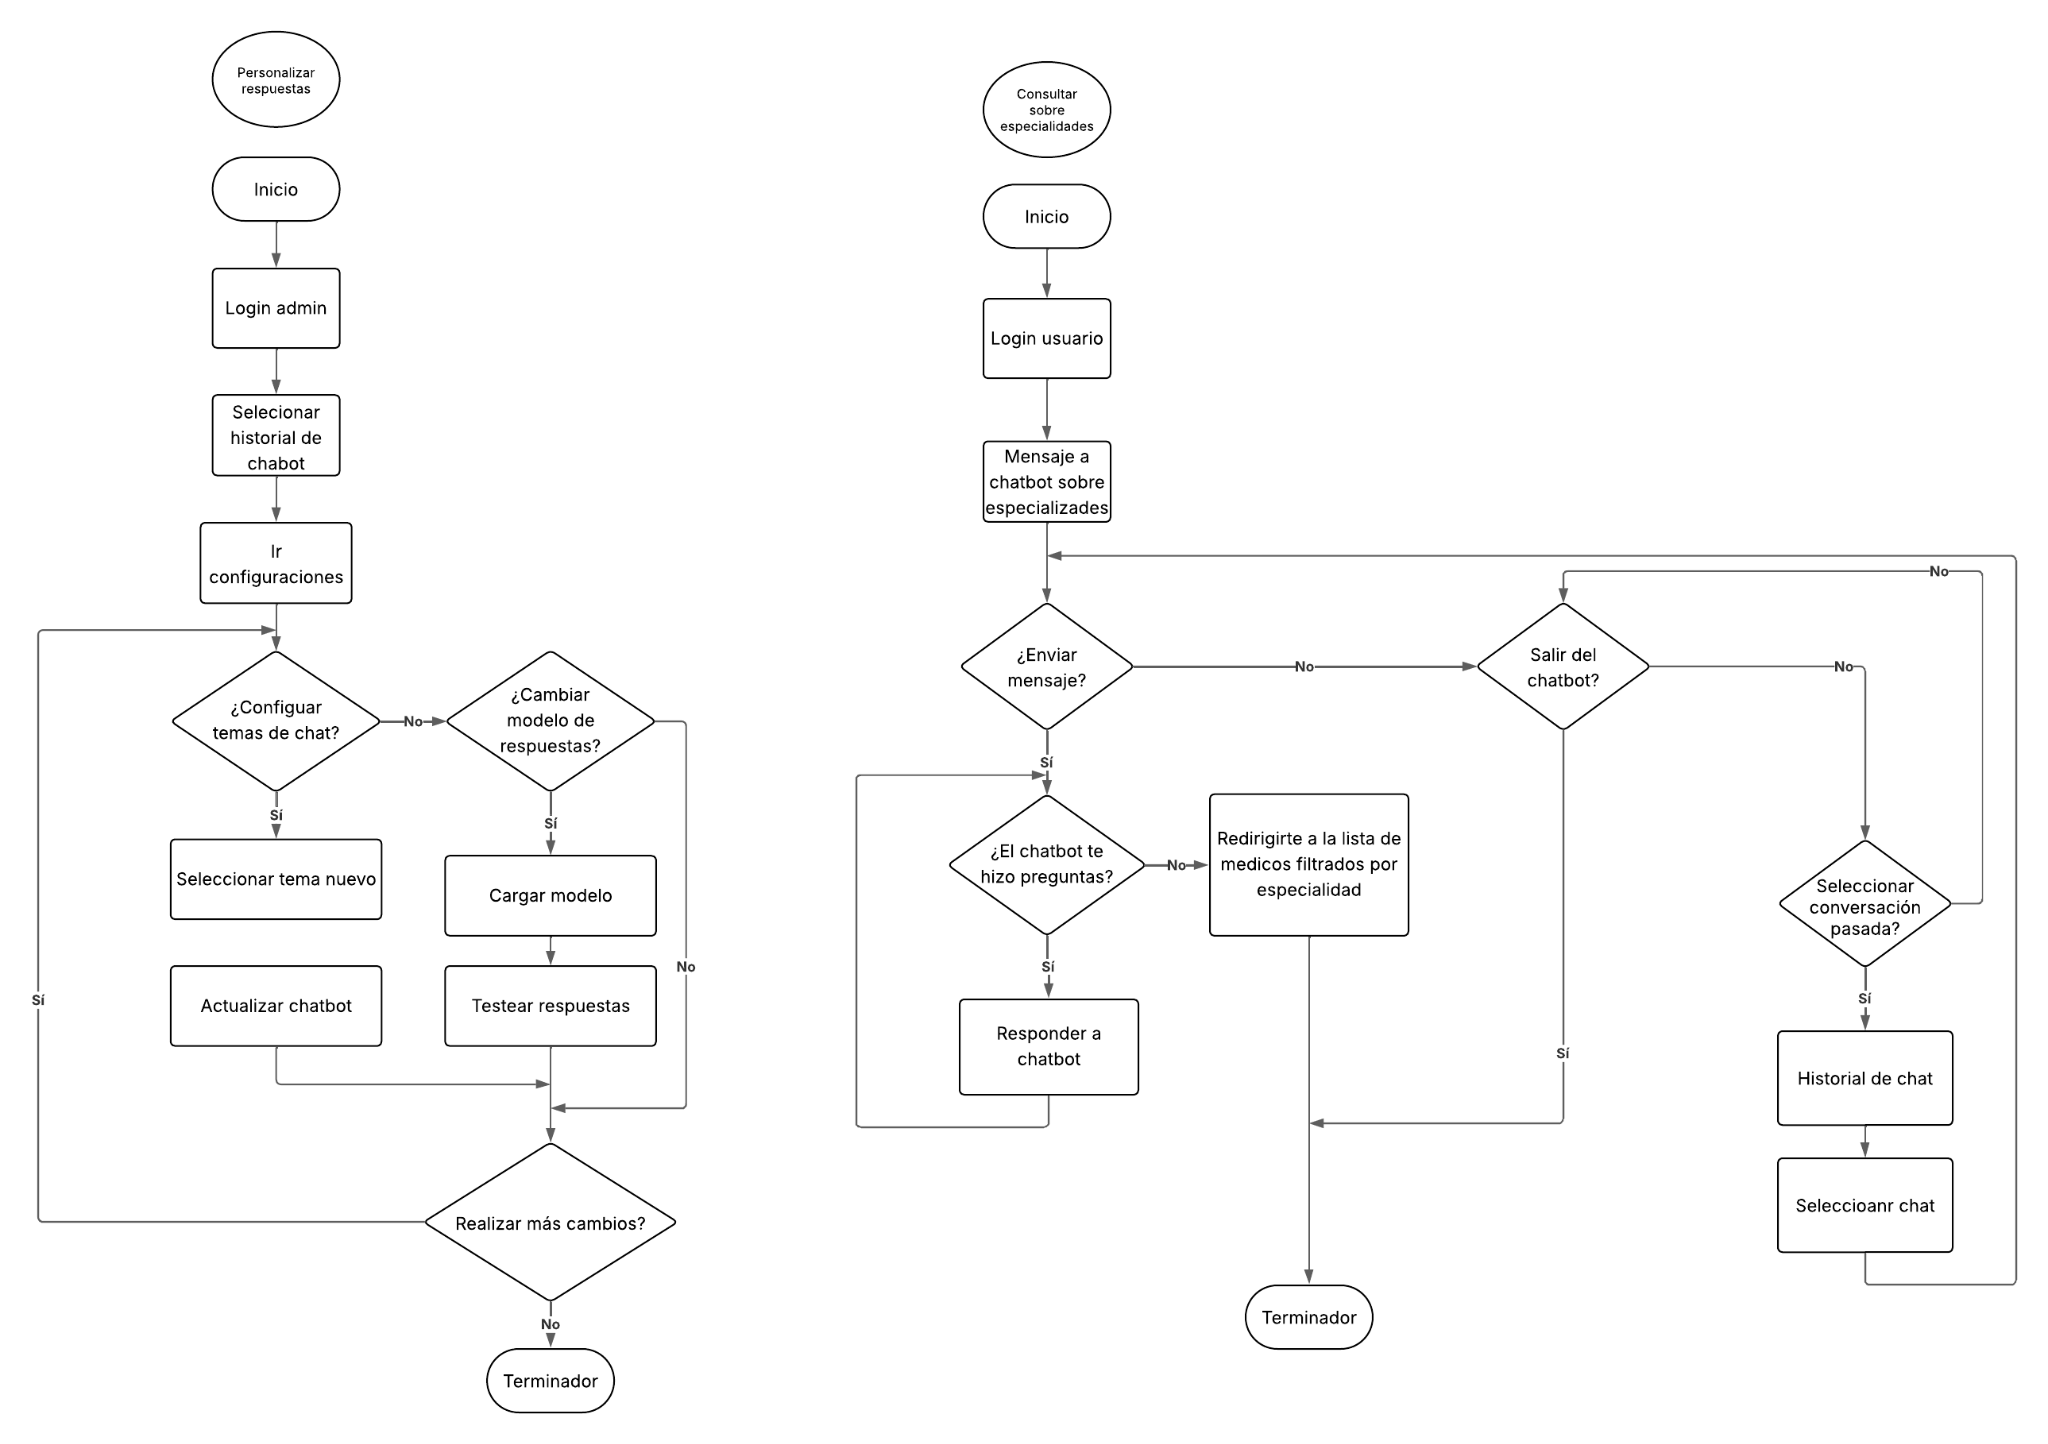 Personalizar
respuestas
Inicio
Login admin
Selecionar
historial de
chabot
Ir
configuraciones
¿Configuar
temas de chat?
No
¿Cambiar
modelo de
respuestas?
Sí
Seleccionar tema nuevo
Sí
Cargar modelo
No
Sí
Actualizar chatbot
Testear respuestas
Realizar más cambios?
No
Terminador
Consultar
sobre
especialidades
Inicio
Login usuario
Mensaje a
chatbot sobre
especializades
¿Enviar
mensaje?
No
Salir del
chatbot?
No
No
Sí
¿El chatbot te
hizo preguntas?
No
Redirigirte a la lista de
medicos filtrados por
especialidad
Sí
Responder a
chatbot
Sí
Seleccionar
conversación
pasada?
Sí
Historial de chat
Seleccioanr chat
Terminador